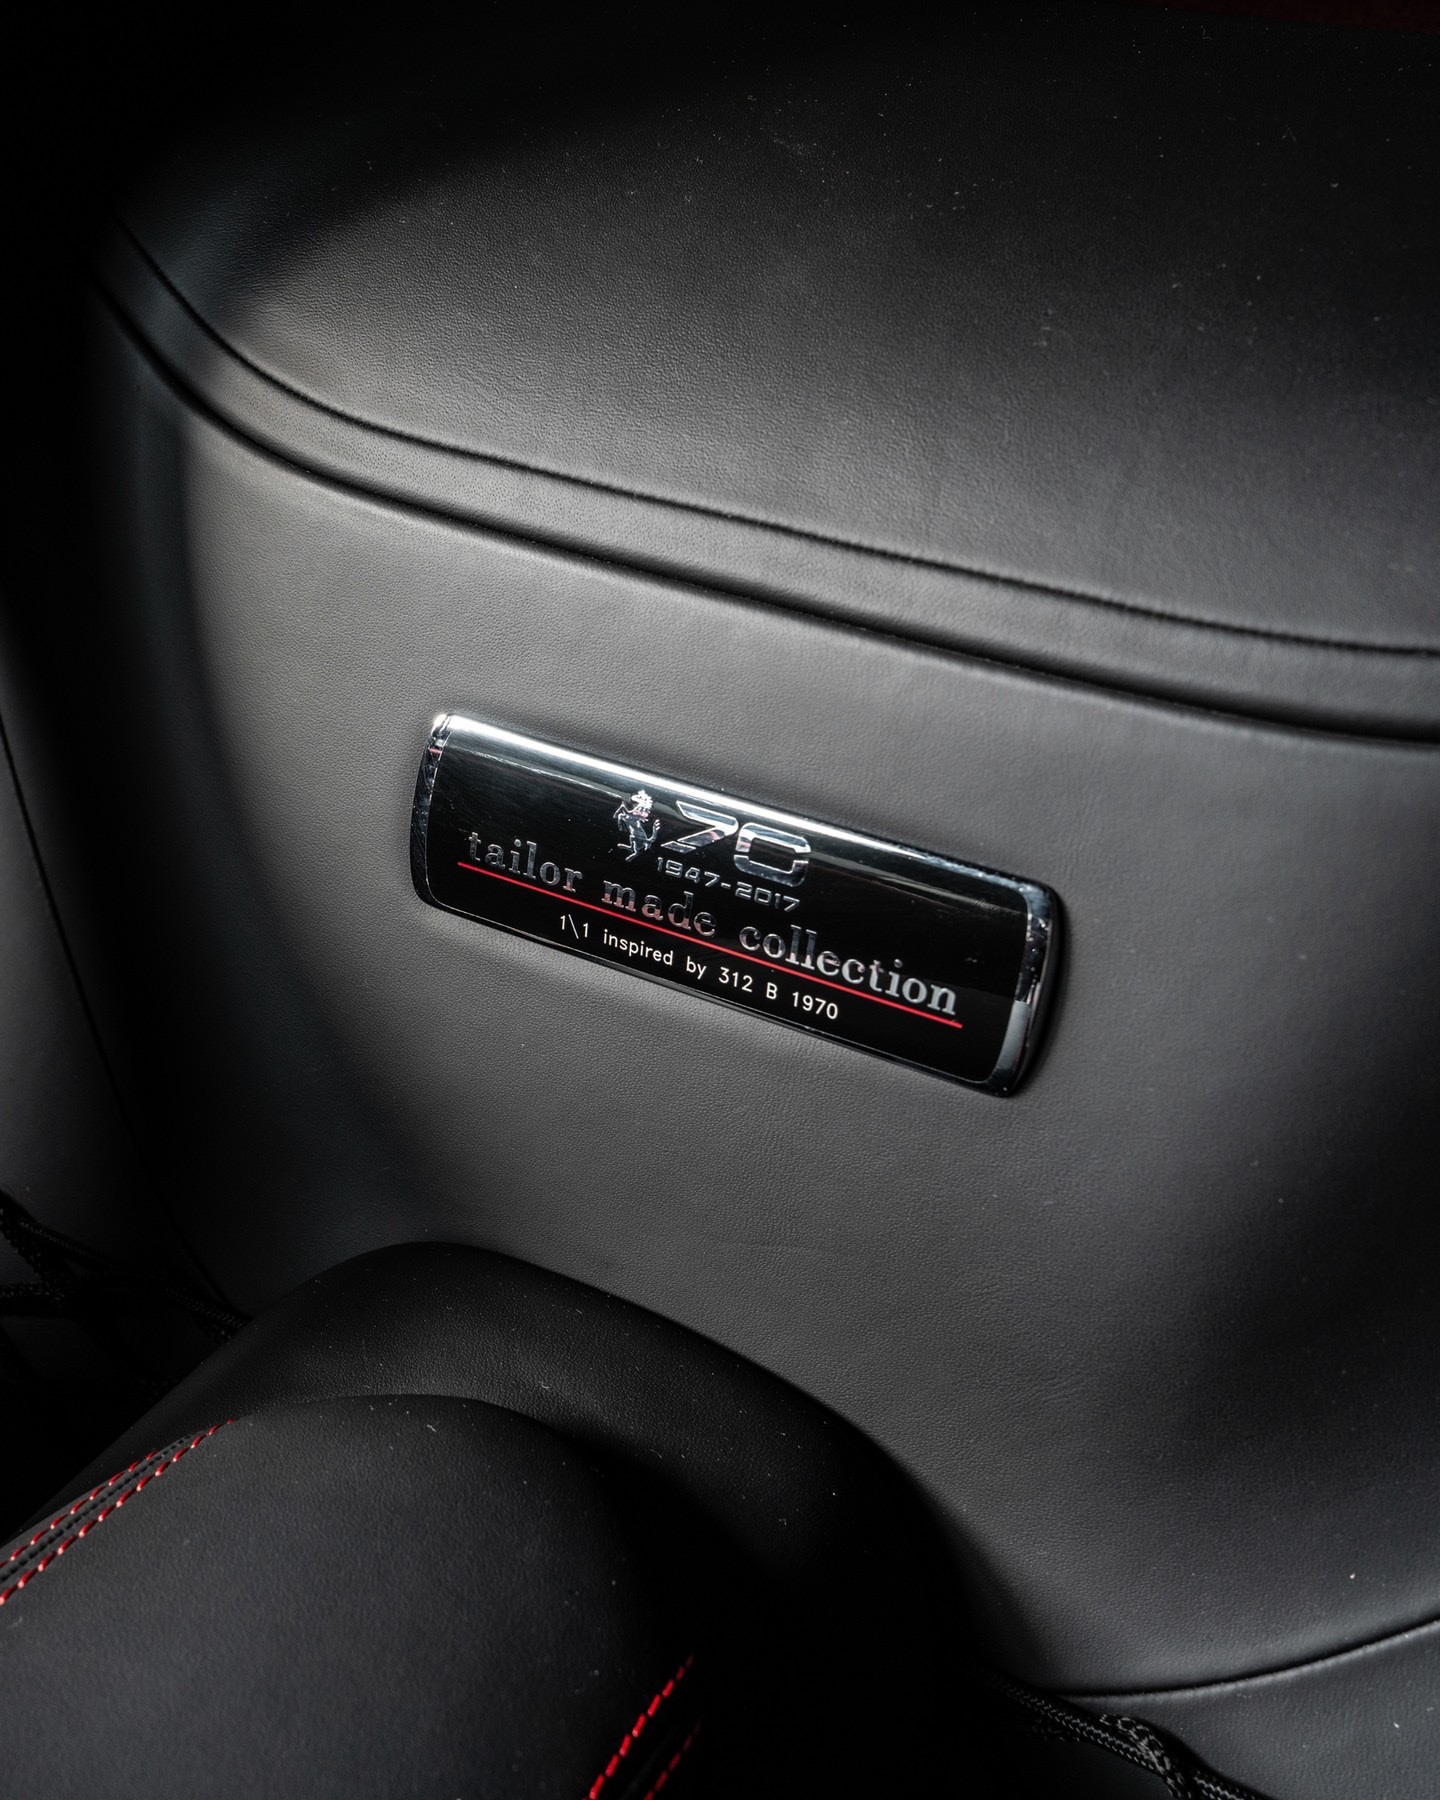 70
1947-2017
tailor made collection
1\1 inspired by 312 B 1970